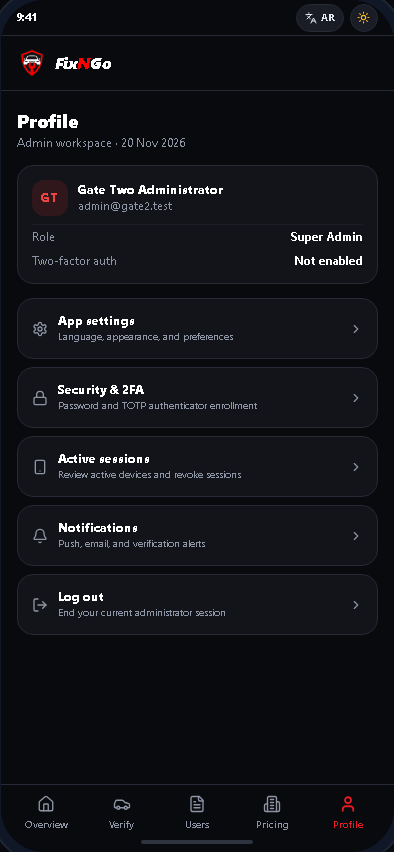 9:41
AR
FixNGo
Profile
Admin workspace · 20 Nov 2026
GT
Gate Two Administrator
admin@gate2.test
Role Super Admin
Two-factor auth Not enabled
App settings
Language, appearance, and preferences
Security & 2FA
Password and TOTP authenticator enrollment
Active sessions
Review active devices and revoke sessions
Notifications
Push, email, and verification alerts
Log out
End your current administrator session
Overview Verify Users Pricing Profile